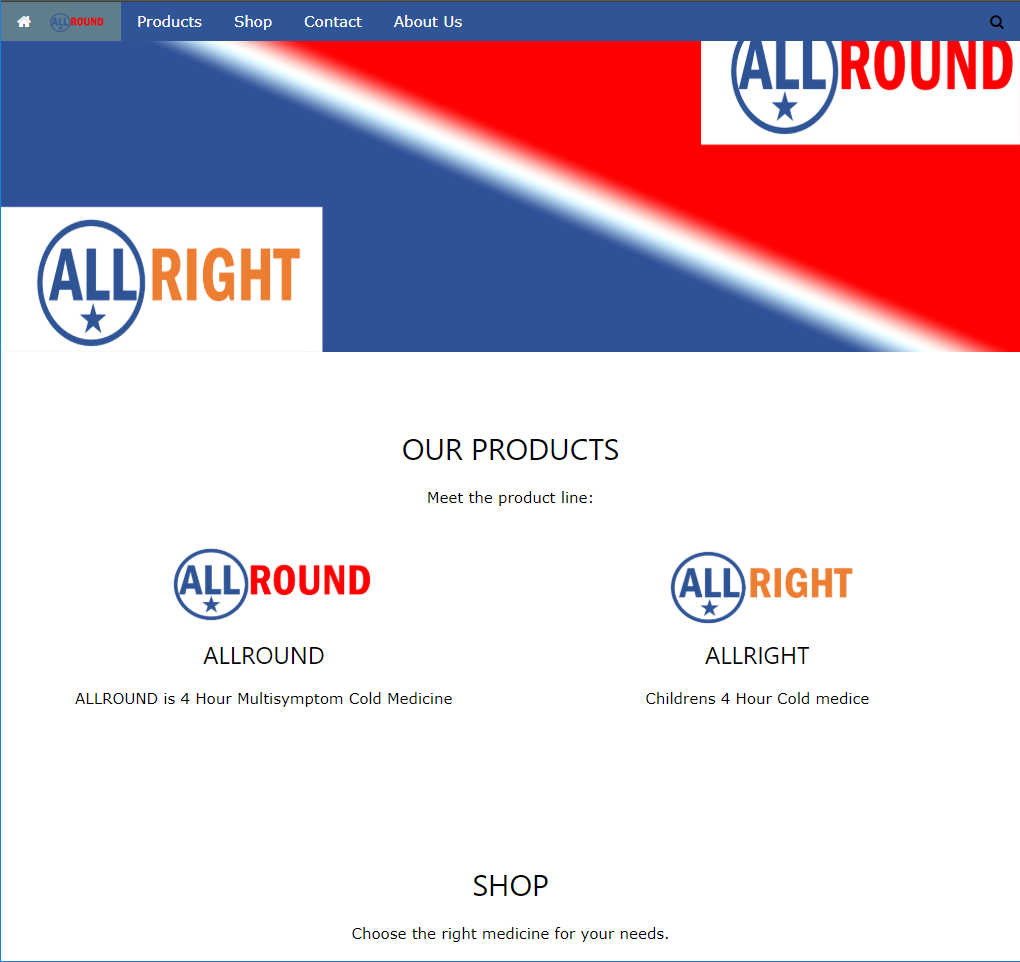 ALLROUND Products Shop Contact About Us
ALLROUND
ALLRIGHT
OUR PRODUCTS
Meet the product line:
ALLROUND ALLRIGHT
ALLROUND ALLRIGHT
ALLROUND is 4 Hour Multisymptom Cold Medicine Childrens 4 Hour Cold medice
SHOP
Choose the right medicine for your needs.